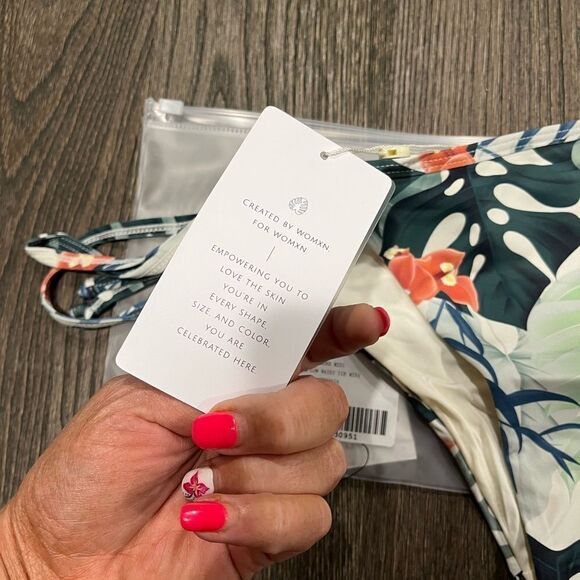 CREATED BY WOMXN,
FOR WOMXN
EMPOWERING YOU TO
LOVE THE SKIN
YOU'RE IN
EVERY SHAPE,
SIZE AND COLOR,
YOU ARE
CELEBRATED HERE